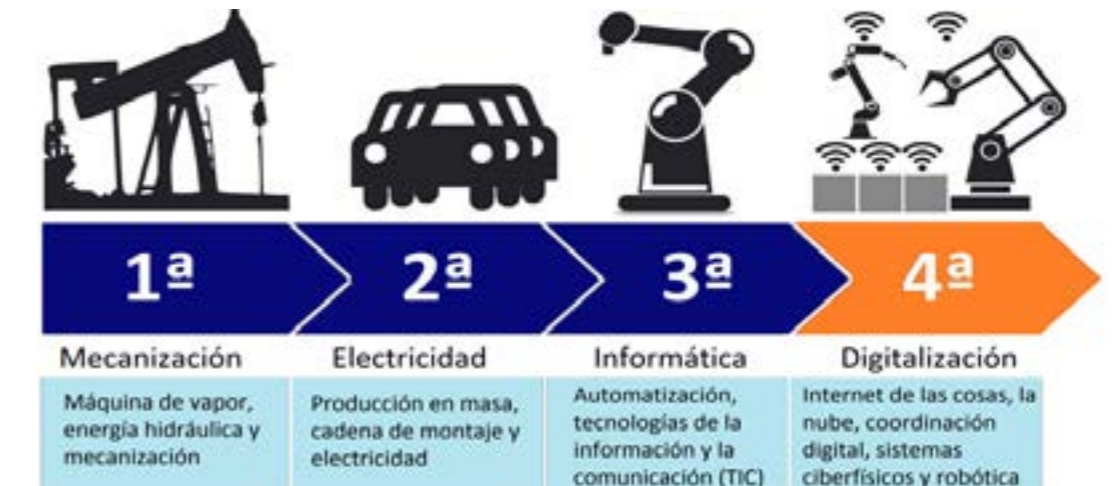 1ª
2ª
3ª
4ª
Mecanización
Electricidad
Informática
Digitalización
Máquina de vapor,
energía hidráulica y
mecanización
Producción en masa,
cadena de montaje y
electricidad
Automatización,
tecnologías de la
información y la
comunicación (TIC)
Internet de las cosas, la
nube, coordinación
digital, sistemas
ciberfísicos y robótica